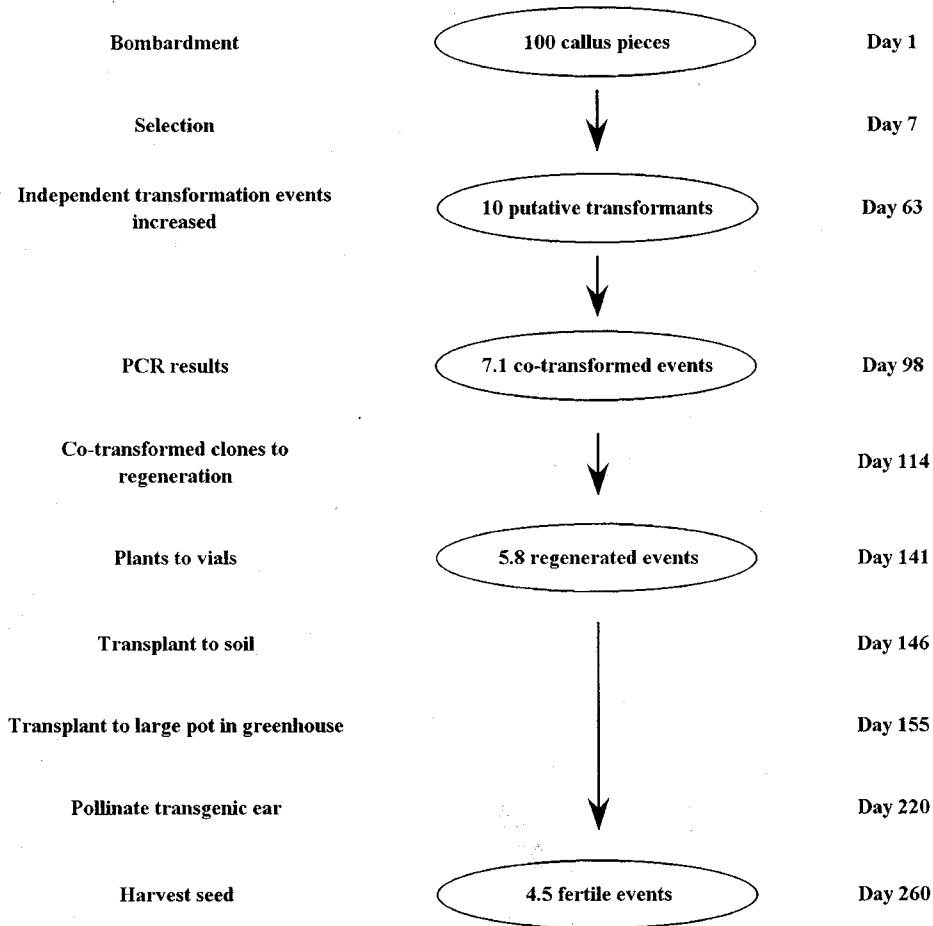 Bombardment 100 callus pieces Day 1
Selection Day 7
Independent transformation events
increased
10 putative transformants Day 63
PCR results 7.1 co-transformed events Day 98
Co-transformed clones to
regeneration
Day 114
Plants to vials 5.8 regenerated events Day 141
Transplant to soil Day 146
Transplant to large pot in greenhouse Day 155
Pollinate transgenic ear Day 220
Harvest seed 4.5 fertile events Day 260